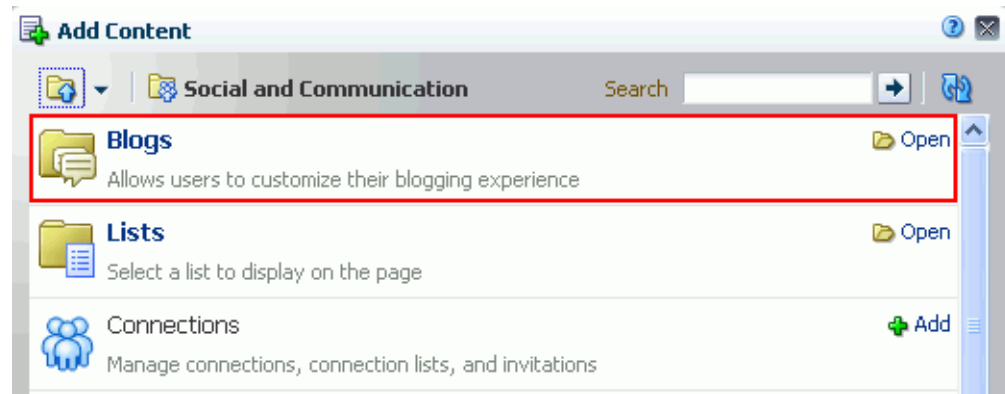 Add Content
Social and Communication Search
Blogs Open
Allows users to customize their blogging experience
Lists Open
Select a list to display on the page
Connections Add
Manage connections, connection lists, and invitations